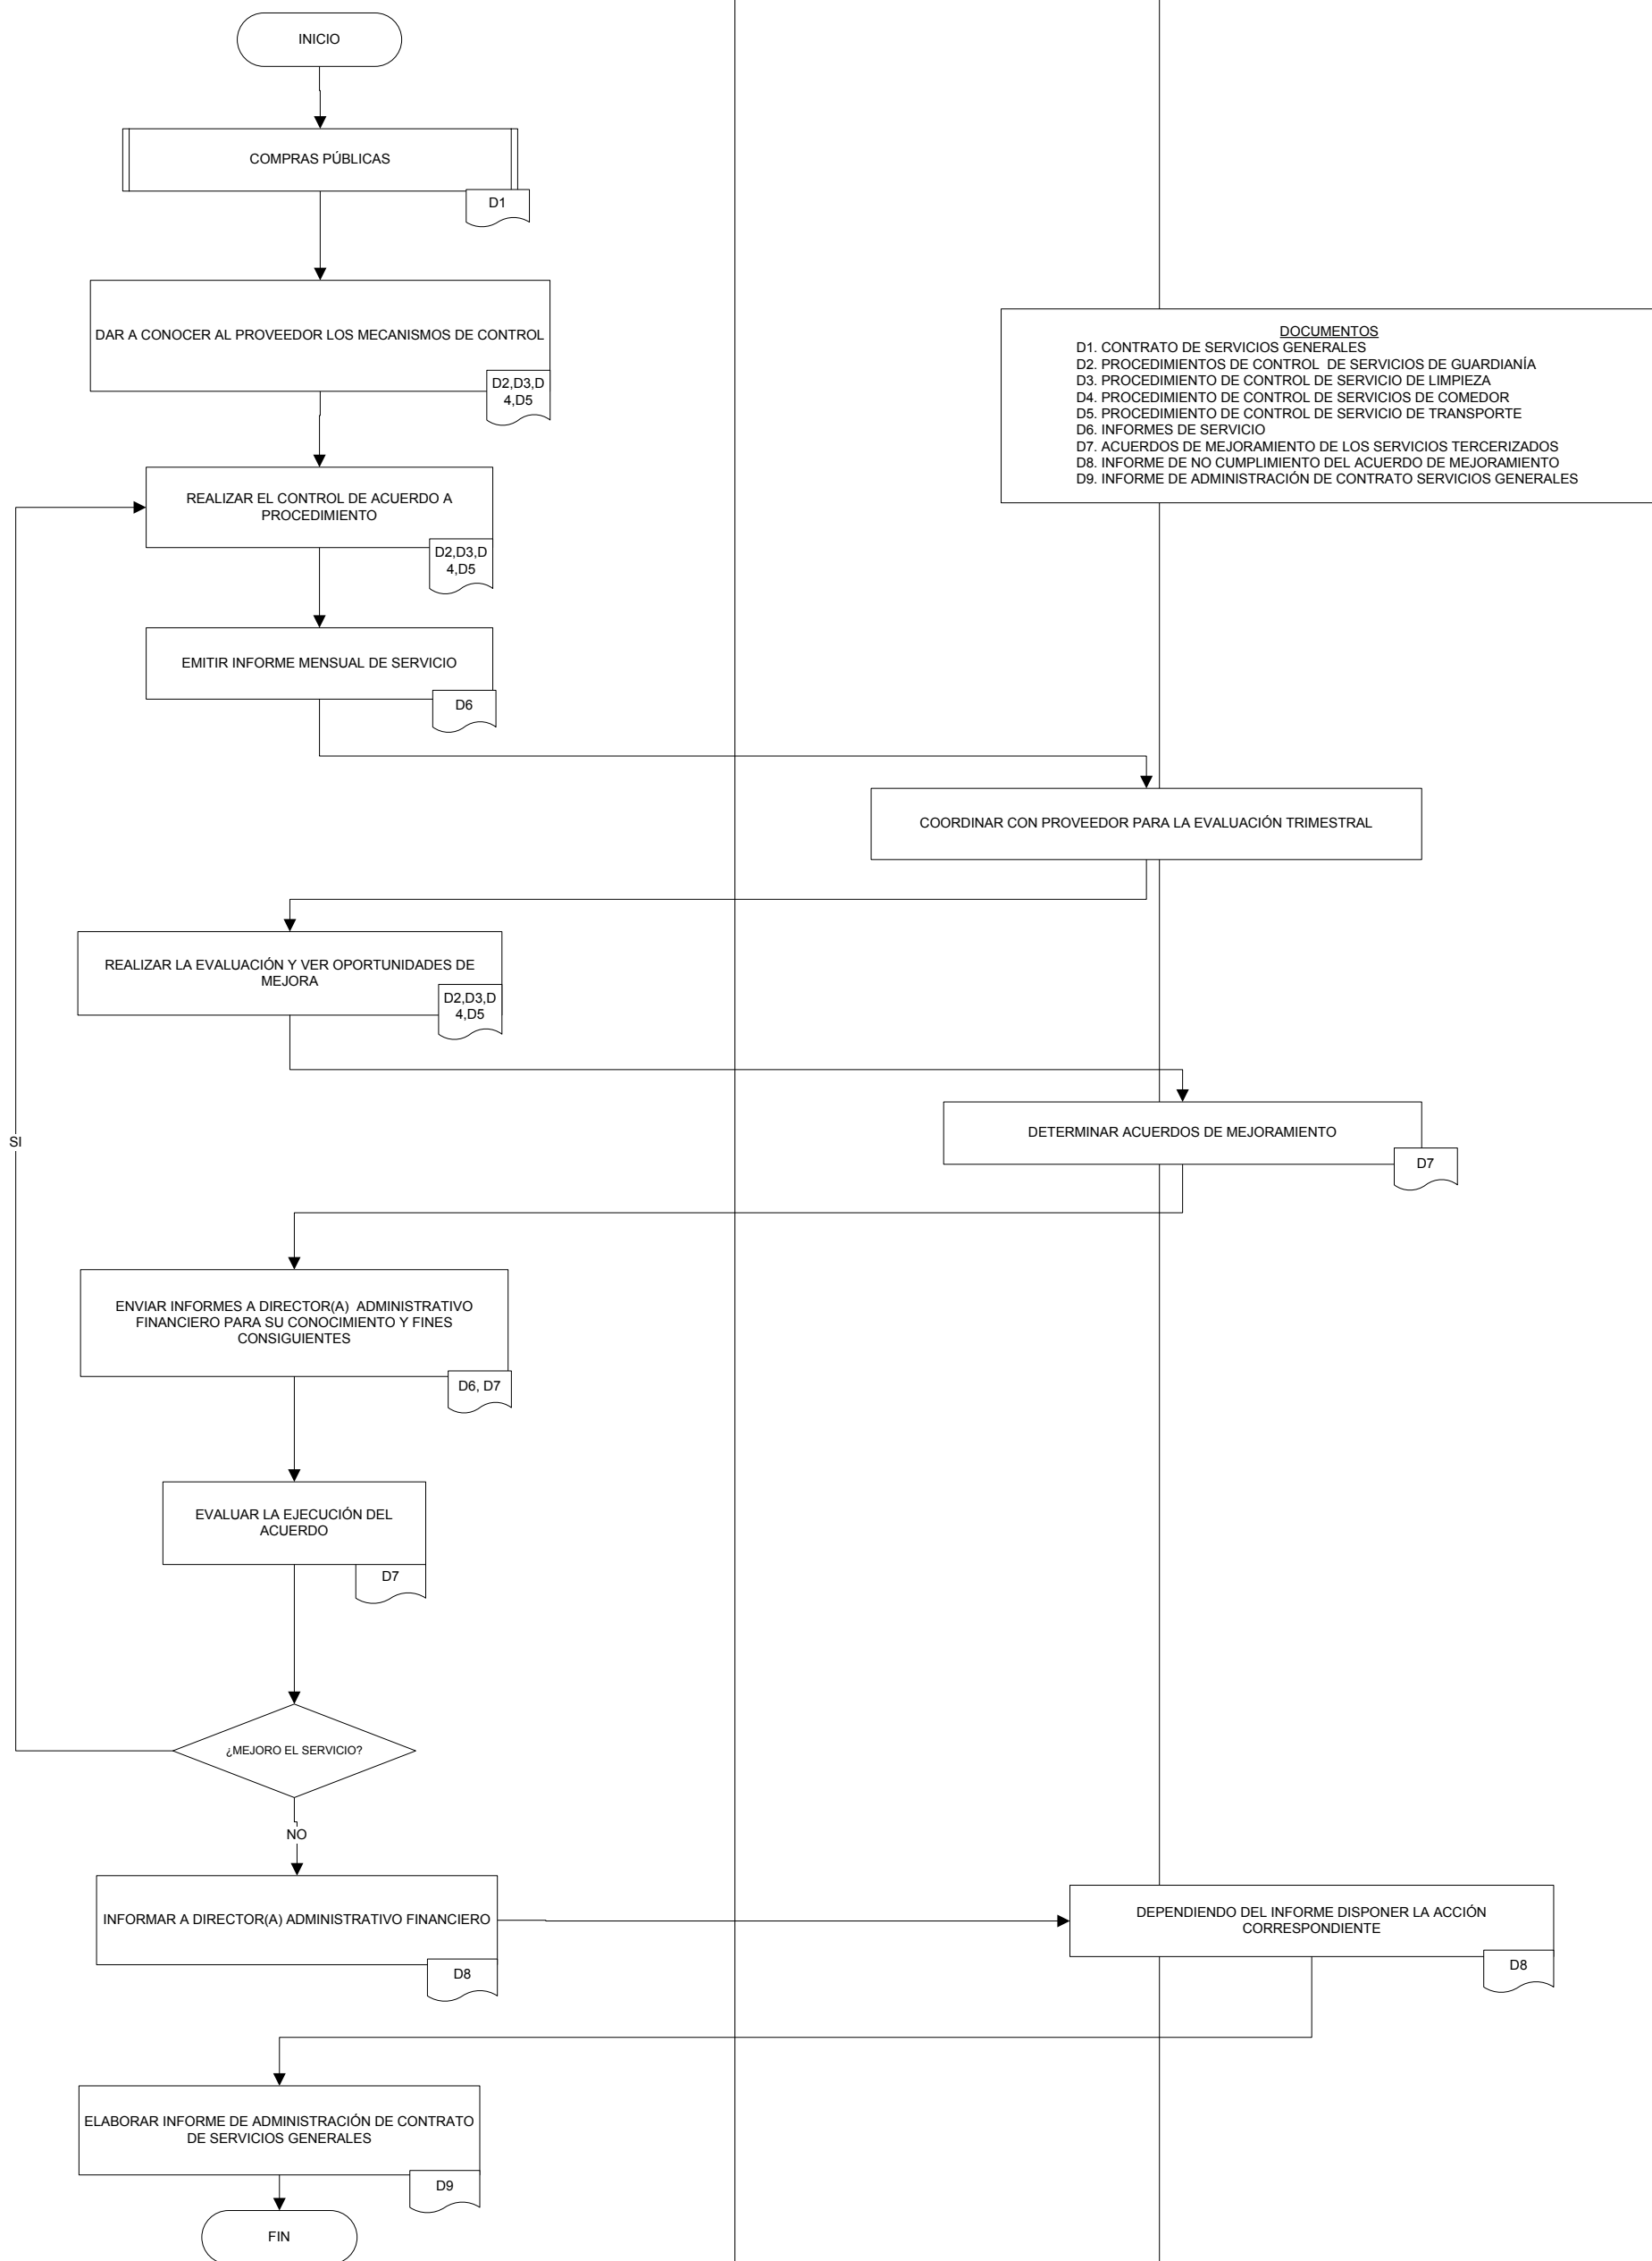 INICIO
COMPRAS PÚBLICAS
D1
DAR A CONOCER AL PROVEEDOR LOS MECANISMOS DE CONTROL
D2,D3,D
4,D5
DOCUMENTOS
D1. CONTRATO DE SERVICIOS GENERALES
D2. PROCEDIMIENTOS DE CONTROL  DE SERVICIOS DE GUARDIANÍA
D3. PROCEDIMIENTO DE CONTROL DE SERVICIO DE LIMPIEZA
D4. PROCEDIMIENTO DE CONTROL DE SERVICIOS DE COMEDOR
D5. PROCEDIMIENTO DE CONTROL DE SERVICIO DE TRANSPORTE
D6. INFORMES DE SERVICIO
D7. ACUERDOS DE MEJORAMIENTO DE LOS SERVICIOS TERCERIZADOS
D8. INFORME DE NO CUMPLIMIENTO DEL ACUERDO DE MEJORAMIENTO
D9. INFORME DE ADMINISTRACIÓN DE CONTRATO SERVICIOS GENERALES
REALIZAR EL CONTROL DE ACUERDO A
PROCEDIMIENTO
D2,D3,D
4,D5
EMITIR INFORME MENSUAL DE SERVICIO
D6
COORDINAR CON PROVEEDOR PARA LA EVALUACIÓN TRIMESTRAL
REALIZAR LA EVALUACIÓN Y VER OPORTUNIDADES DE
MEJORA
D2,D3,D
4,D5
DETERMINAR ACUERDOS DE MEJORAMIENTO
D7
SI
ENVIAR INFORMES A DIRECTOR(A)  ADMINISTRATIVO
FINANCIERO PARA SU CONOCIMIENTO Y FINES
CONSIGUIENTES
D6, D7
EVALUAR LA EJECUCIÓN DEL
ACUERDO
D7
¿MEJORO EL SERVICIO?
NO
INFORMAR A DIRECTOR(A) ADMINISTRATIVO FINANCIERO
D8
DEPENDIENDO DEL INFORME DISPONER LA ACCIÓN
CORRESPONDIENTE
D8
ELABORAR INFORME DE ADMINISTRACIÓN DE CONTRATO
DE SERVICIOS GENERALES
D9
FIN